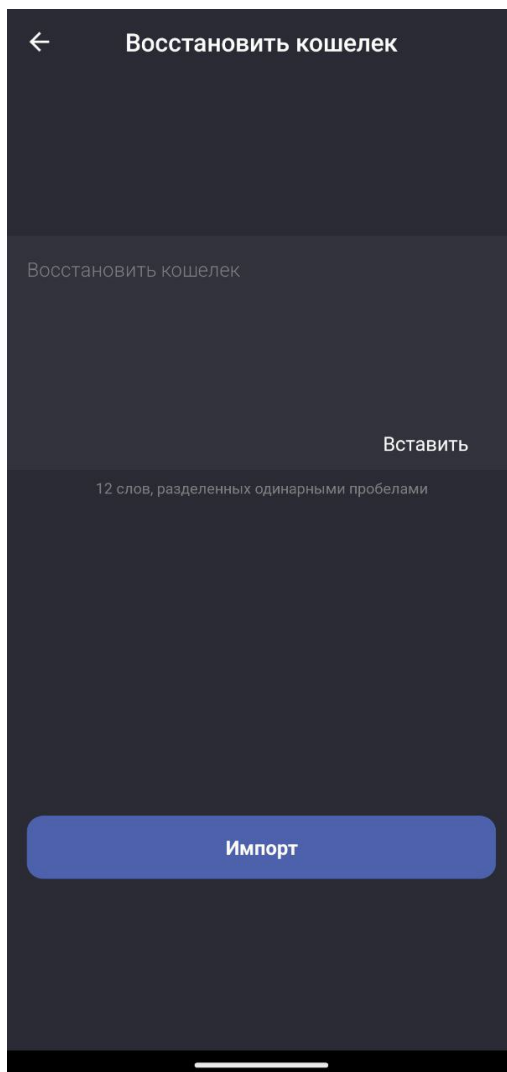 Восстановить кошелек
Восстановить кошелек
Вставить
12 слов, разделенных одинарными пробелами
Импорт